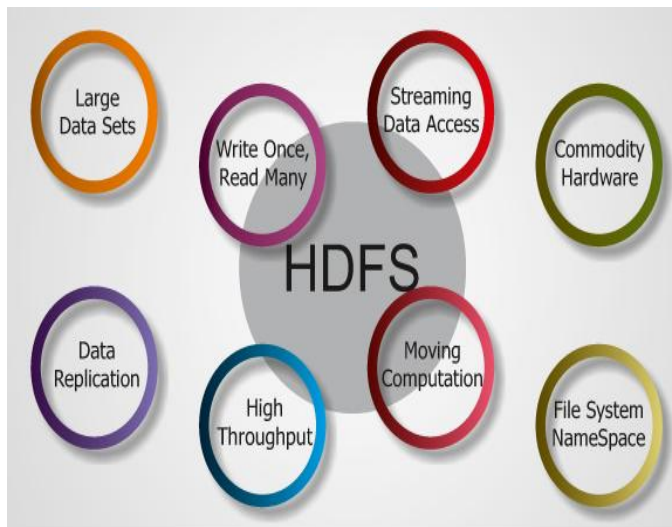 Large
Data Sets
Write Once,
Read Many
Streaming
Data Access
Commodity
Hardware
HDFS
Data
Replication
High
Throughput
Moving
Computation
File System
NameSpace